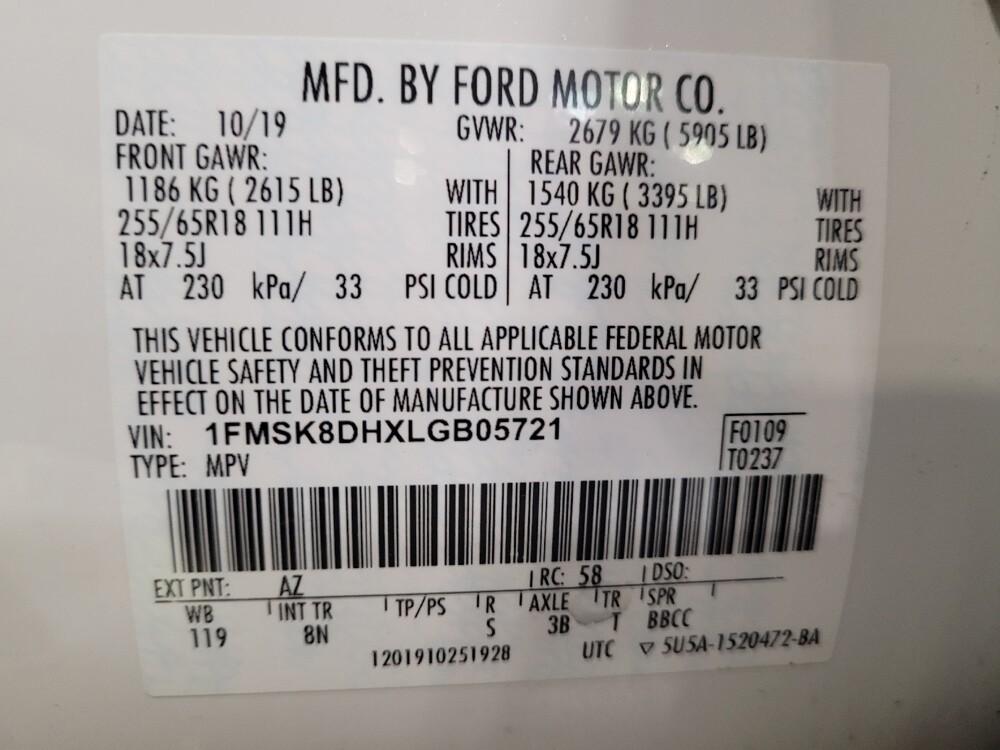 MFD. BY FORD MOTOR CO.
DATE: 10/19 GVWR: 2679 KG ( 5905 LB)
FRONT GAWR: REAR GAWR:
1186 KG ( 2615 LB) WITH 1540 KG ( 3395 LB) WITH
255/65R18 111H TIRES 255/65R18 111H TIRES
18x7.5J RIMS 18x7.5J RIMS
AT 230 kPa/ 33 PSI COLD AT 230 kPa/ 33 PSI COLD
THIS VEHICLE CONFORMS TO ALL APPLICABLE FEDERAL MOTOR
VEHICLE SAFETY AND THEFT PREVENTION STANDARDS IN
EFFECT ON THE DATE OF MANUFACTURE SHOWN ABOVE.
VIN: 1FMSK8DHXLGB05721 F0109
TYPE: MPV T0237
EXT PNT: AZ RC: 58 DSO:
WB INT TR TP/PS R AXLE TR SPR
119 8N S 3B T BBCC
1201910251928 UTC ▽ 5U5A-1520472-BA